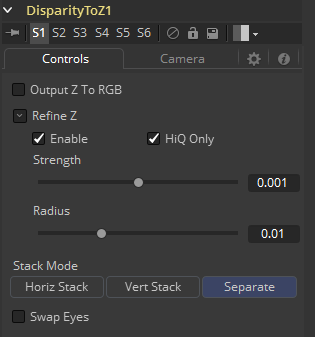 DisparityToZ1
S1 S2 S3 S4 S5 S6
Controls Camera
Output Z To RGB
Refine Z
Enable HiQ Only
Strength
0.001
Radius
0.01
Stack Mode
Horiz Stack Vert Stack Separate
Swap Eyes